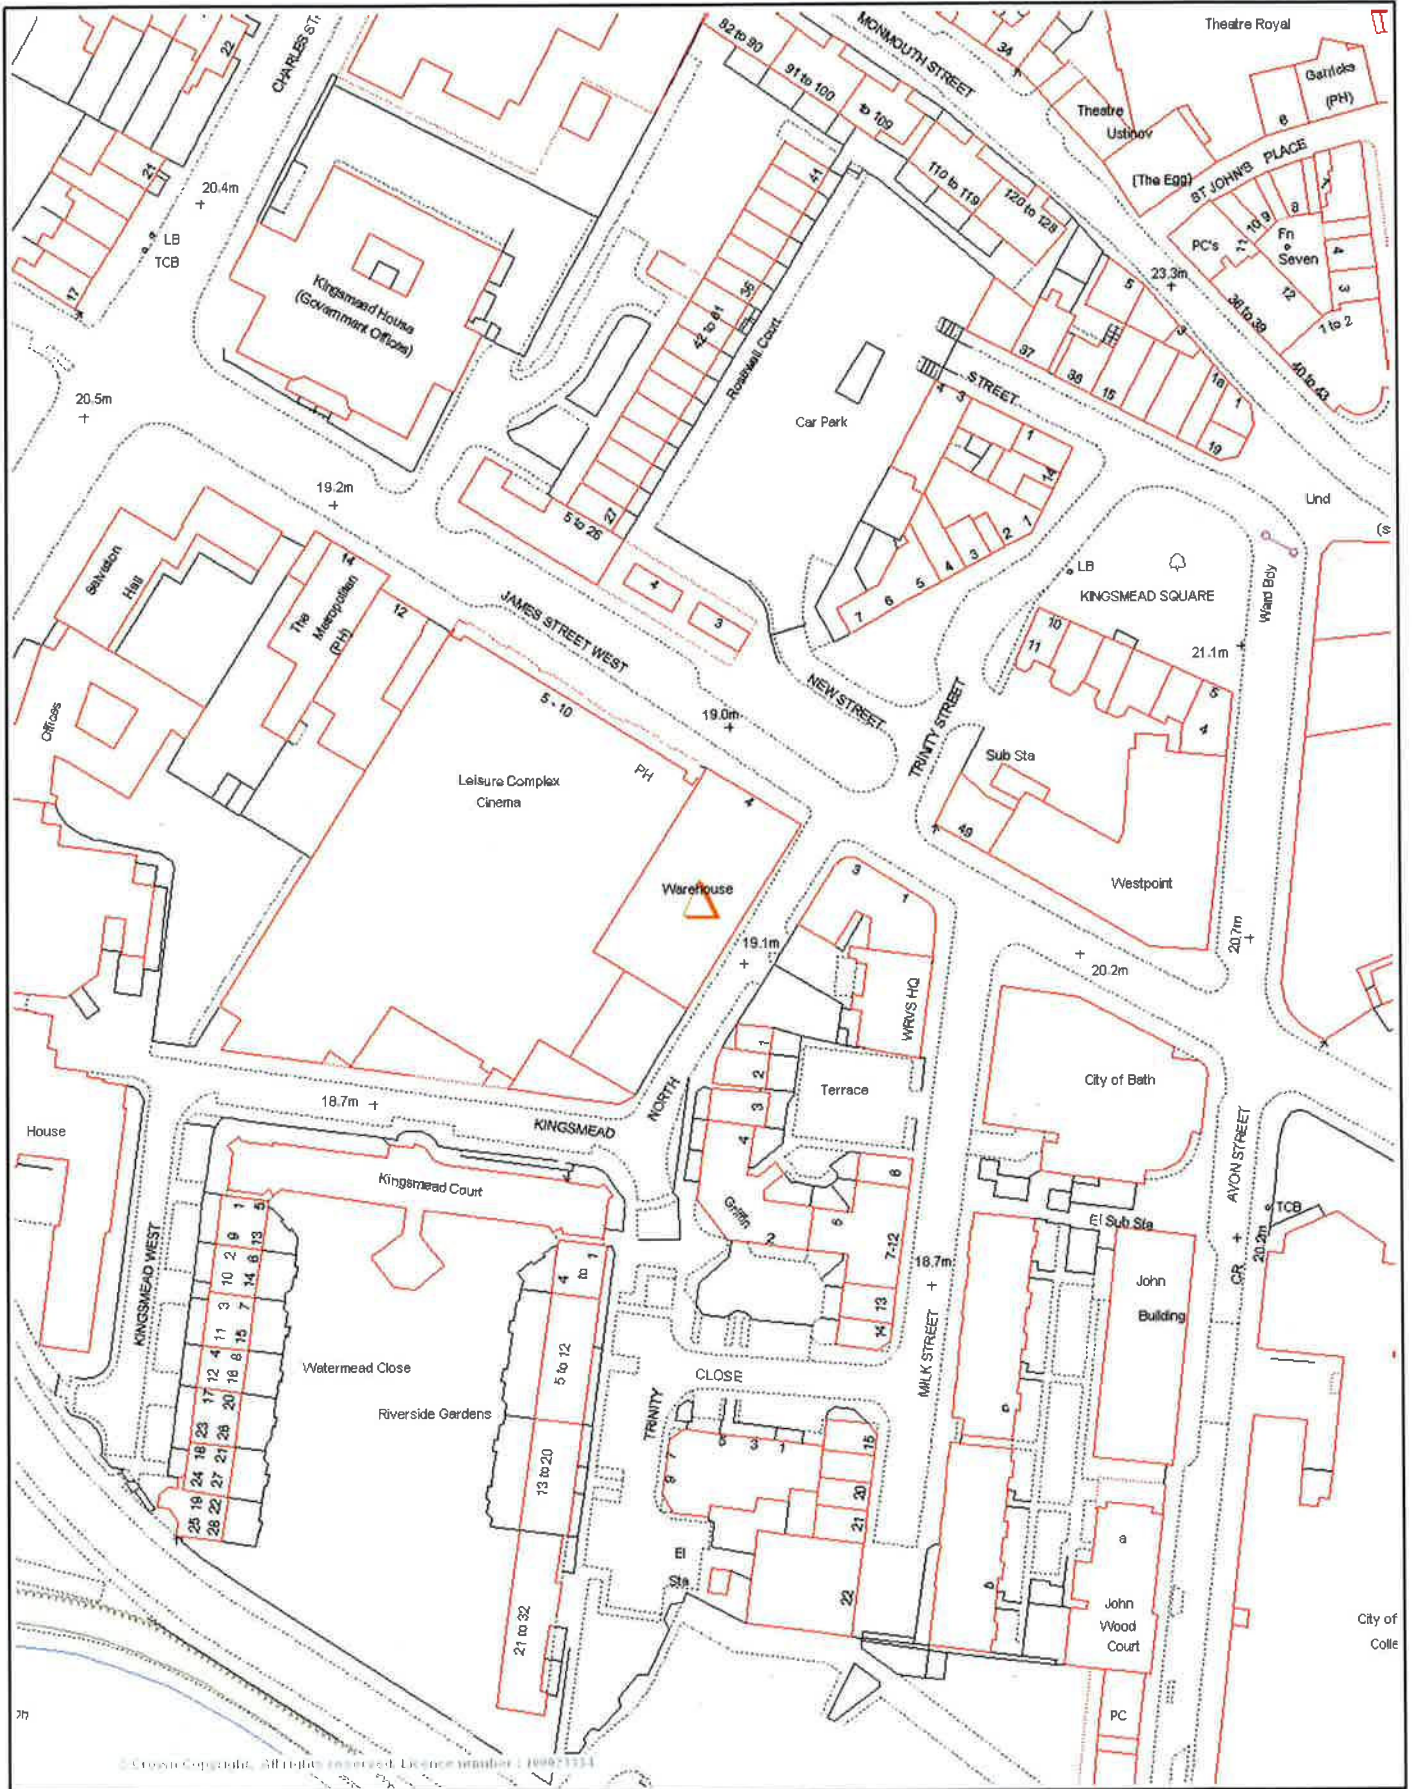 Theatre Royal
MONMOUTH STREET
34
82 to 90
22
CHARLES ST
91 to 100
Garricks
(PH)
to 109
Theatre
Ustinov
6
ST JOHN'S PLACE
(The Egg)
110 to 119
120 to 128
21
41
20.4m
LB
TCB
PC's
11
10
9
8
Fn
Seven
4
3
12
23.3m
38 to 39
1 to 2
40 to 43
17
Kingsmead House
(Government Offices)
36
42 to 61
Rosewell Court
5
3
37
38
15
1a
1
19
STREET
20.5m
Car Park
4
3
1
14
19.2m
5 to 26
27
Und
(s
Salvation
Hall
14
The
Metropolitan
(PH)
12
4
3
7
6
5
4
3
2
1
LB
KINGSMEAD SQUARE
Ward Bdy
JAMES STREET WEST
10
11
21.1m
5
4
Offices
5 - 10
NEW STREET
19.0m
TRINITY STREET
Sub Sta
PH
Leisure Complex
Cinema
4
49
Westpoint
Warehouse
3
1
19.1m
20.2m
20.7m
WRVS HQ
1
2
3
4
Terrace
City of Bath
18.7m
NORTH
KINGSMEAD
House
AVON STREET
Kingsmead Court
6
Griffin
2
5
7-12
El Sub Sta
TCB
20.2m
CR
KINGSMEAD WEST
1
5
9
13
2
6
10
14
3
7
11
15
4
8
12
16
17
20
23
26
18
21
24
27
19
22
25
28
4
to
1
18.7m
John
Building
13
14
Watermead Close
5 to 12
CLOSE
MILK STREET
Riverside Gardens
TRINITY
5
3
1
7
9
15
13 to 20
20
21
El
Sta
a
22
John
Wood
Court
21 to 32
City of
Colle
PC
© Crown Copyright. All rights reserved. Licence number